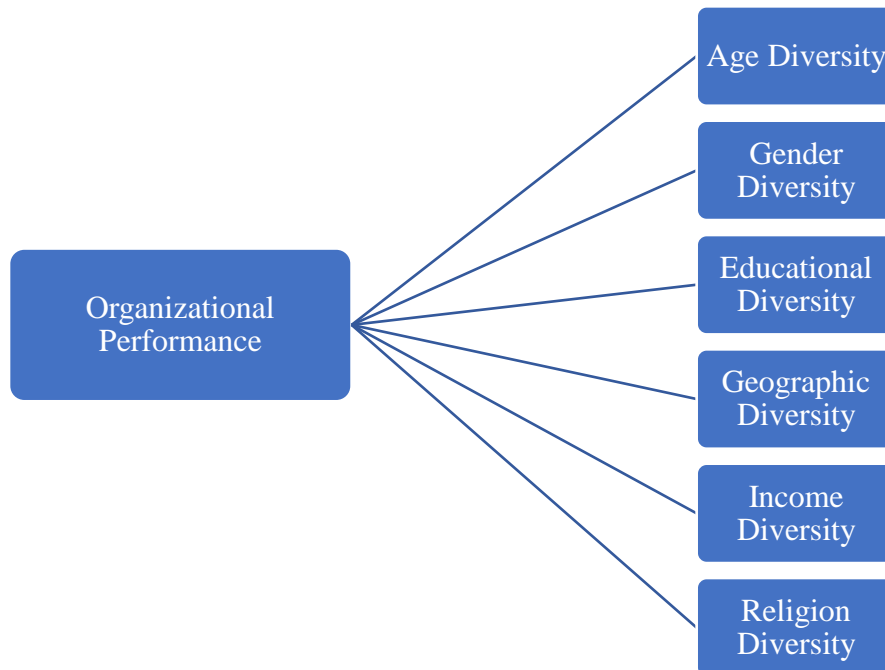 Age Diversity
Gender
Diversity
Educational
Diversity
Organizational
Performance
Geographic
Diversity
Income
Diversity
Religion
Diversity